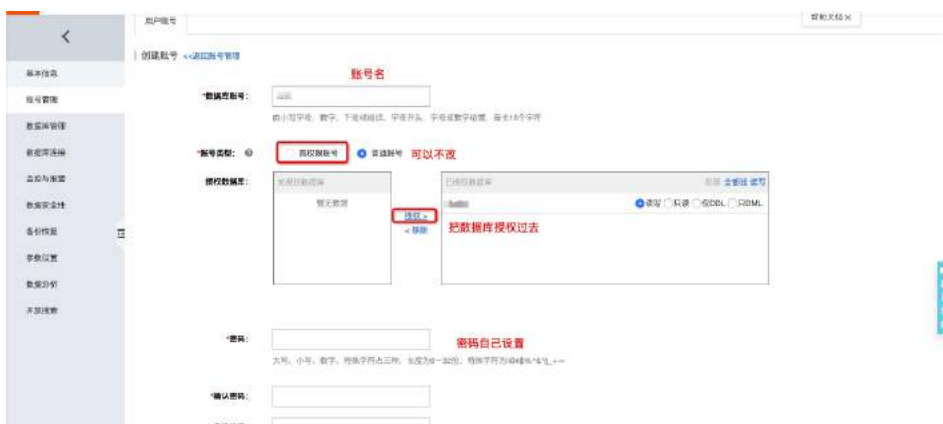 用户账号
帮助文档 ×
创建账号 <<返回账号管理
基本信息
账号管理
数据库管理
数据库连接
监控与报警
数据安全性
备份恢复
参数设置
数据分析
开放搜索
账号名
*数据库账号:
由小写字母、数字、下划线组成、字母开头、字母或数字结尾，最长16个字符
*账号类型: 高权限账号 普通账号 可以不改
授权数据库: 未授权数据库 已授权数据库 权限 全部设 读写
暂无数据 授权 > 读写 只读 仅DDL 只DML
< 移除 把数据库授权过去
*密码: 密码自己设置
大写、小写、数字、特殊字符占三种，长度为8－32位；特殊字符为
*确认密码: